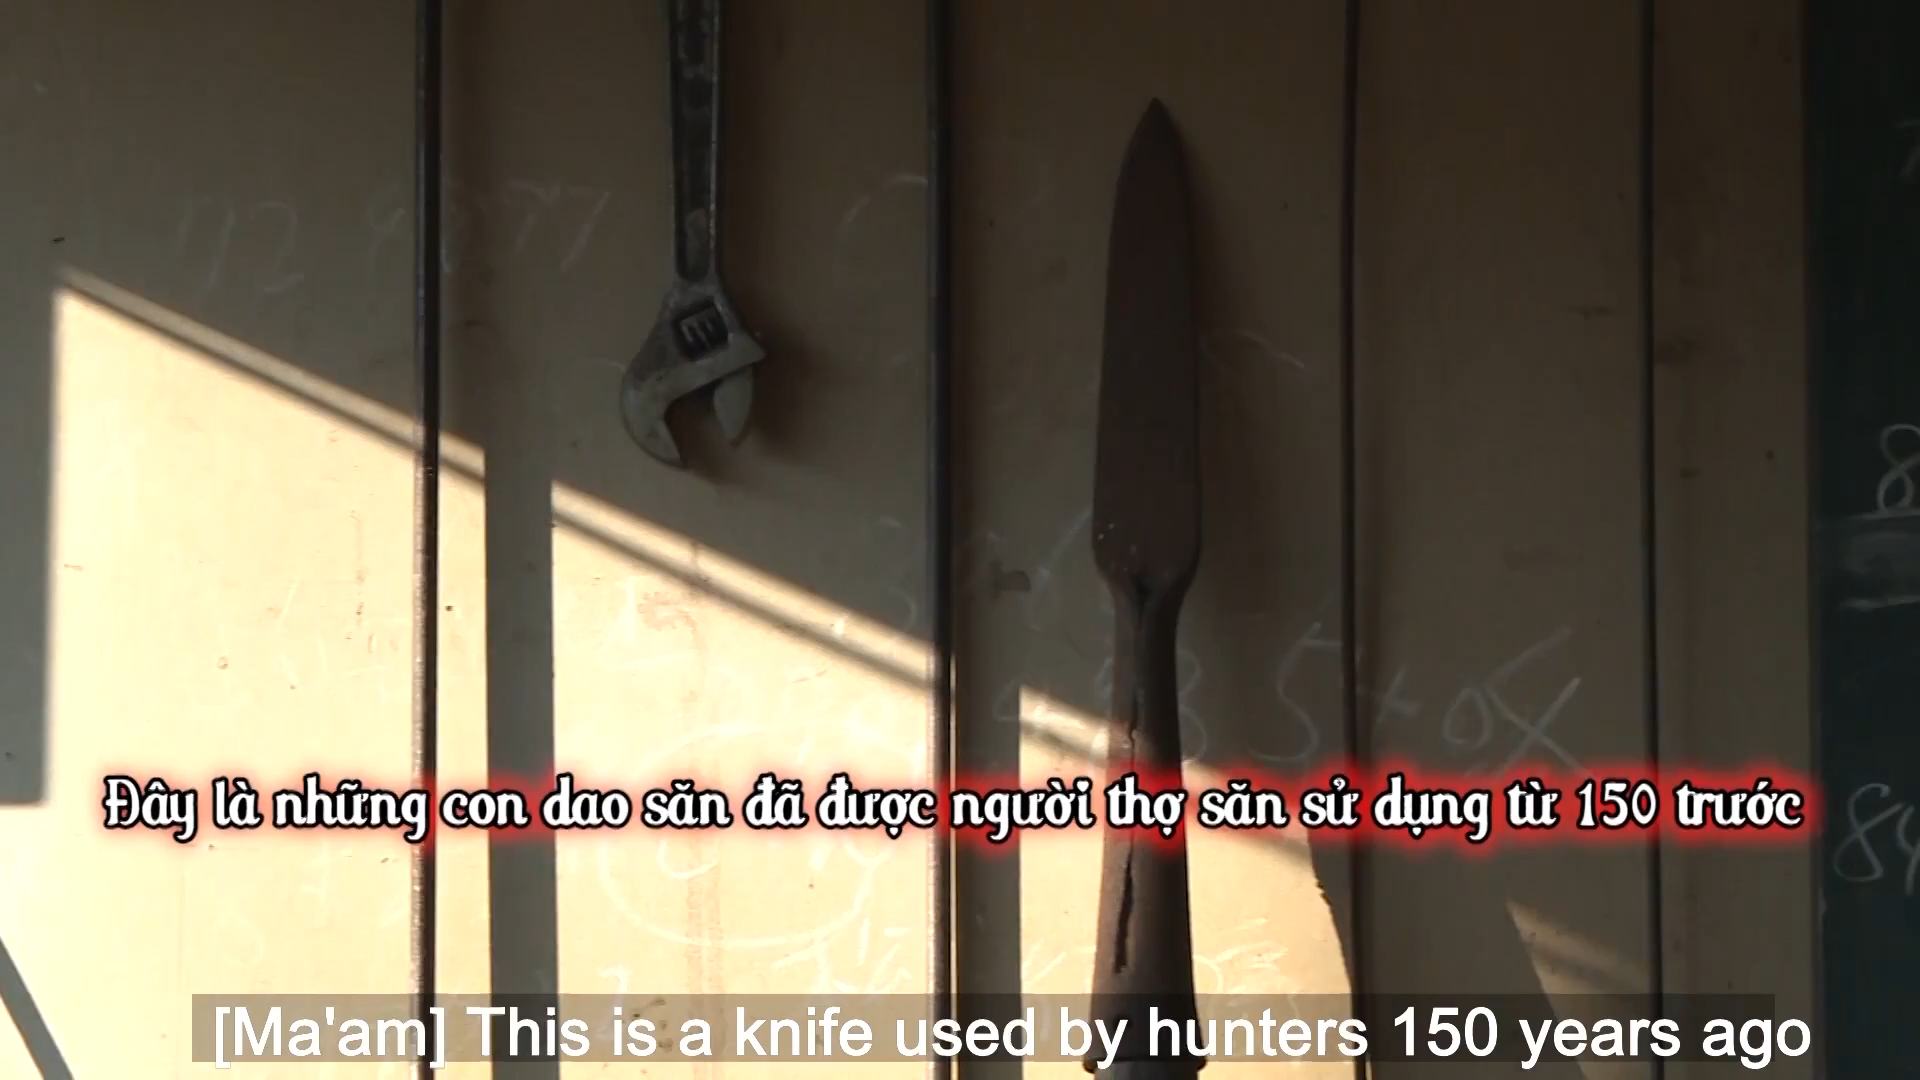 Đây là những con dao săn đã được người thợ săn sử dụng từ 150 trước
[Ma'am] This is a knife used by hunters 150 years ago